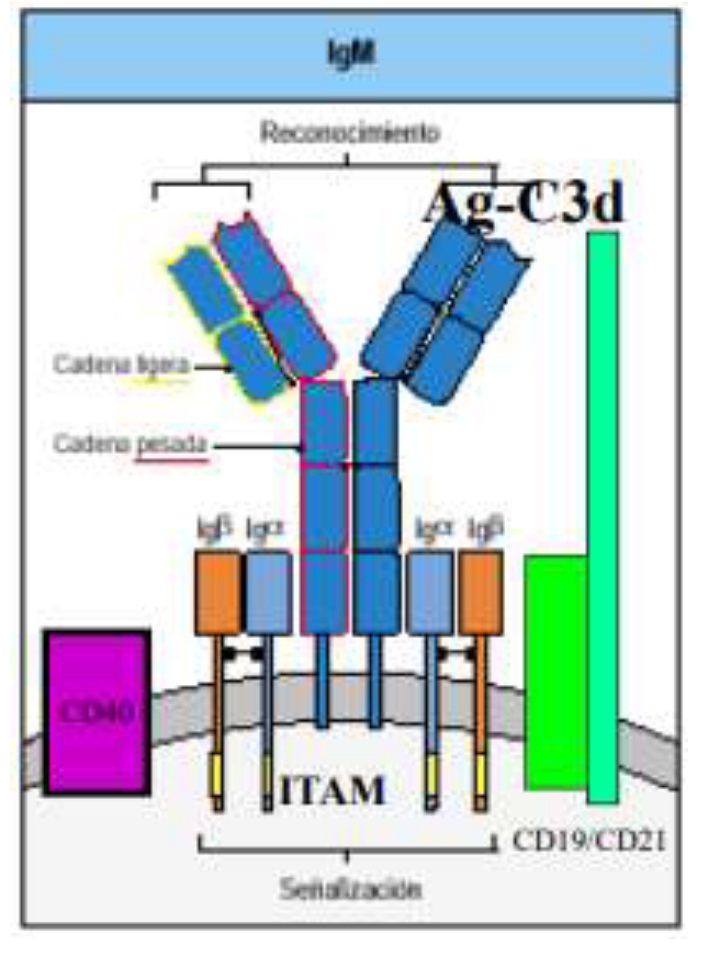 IgM
Reconocimiento
Ag-C3d
Cadena ligera
Cadena pesada
Igβ Igα Igα Igβ
CD40
ITAM
CD19/CD21
Señalización